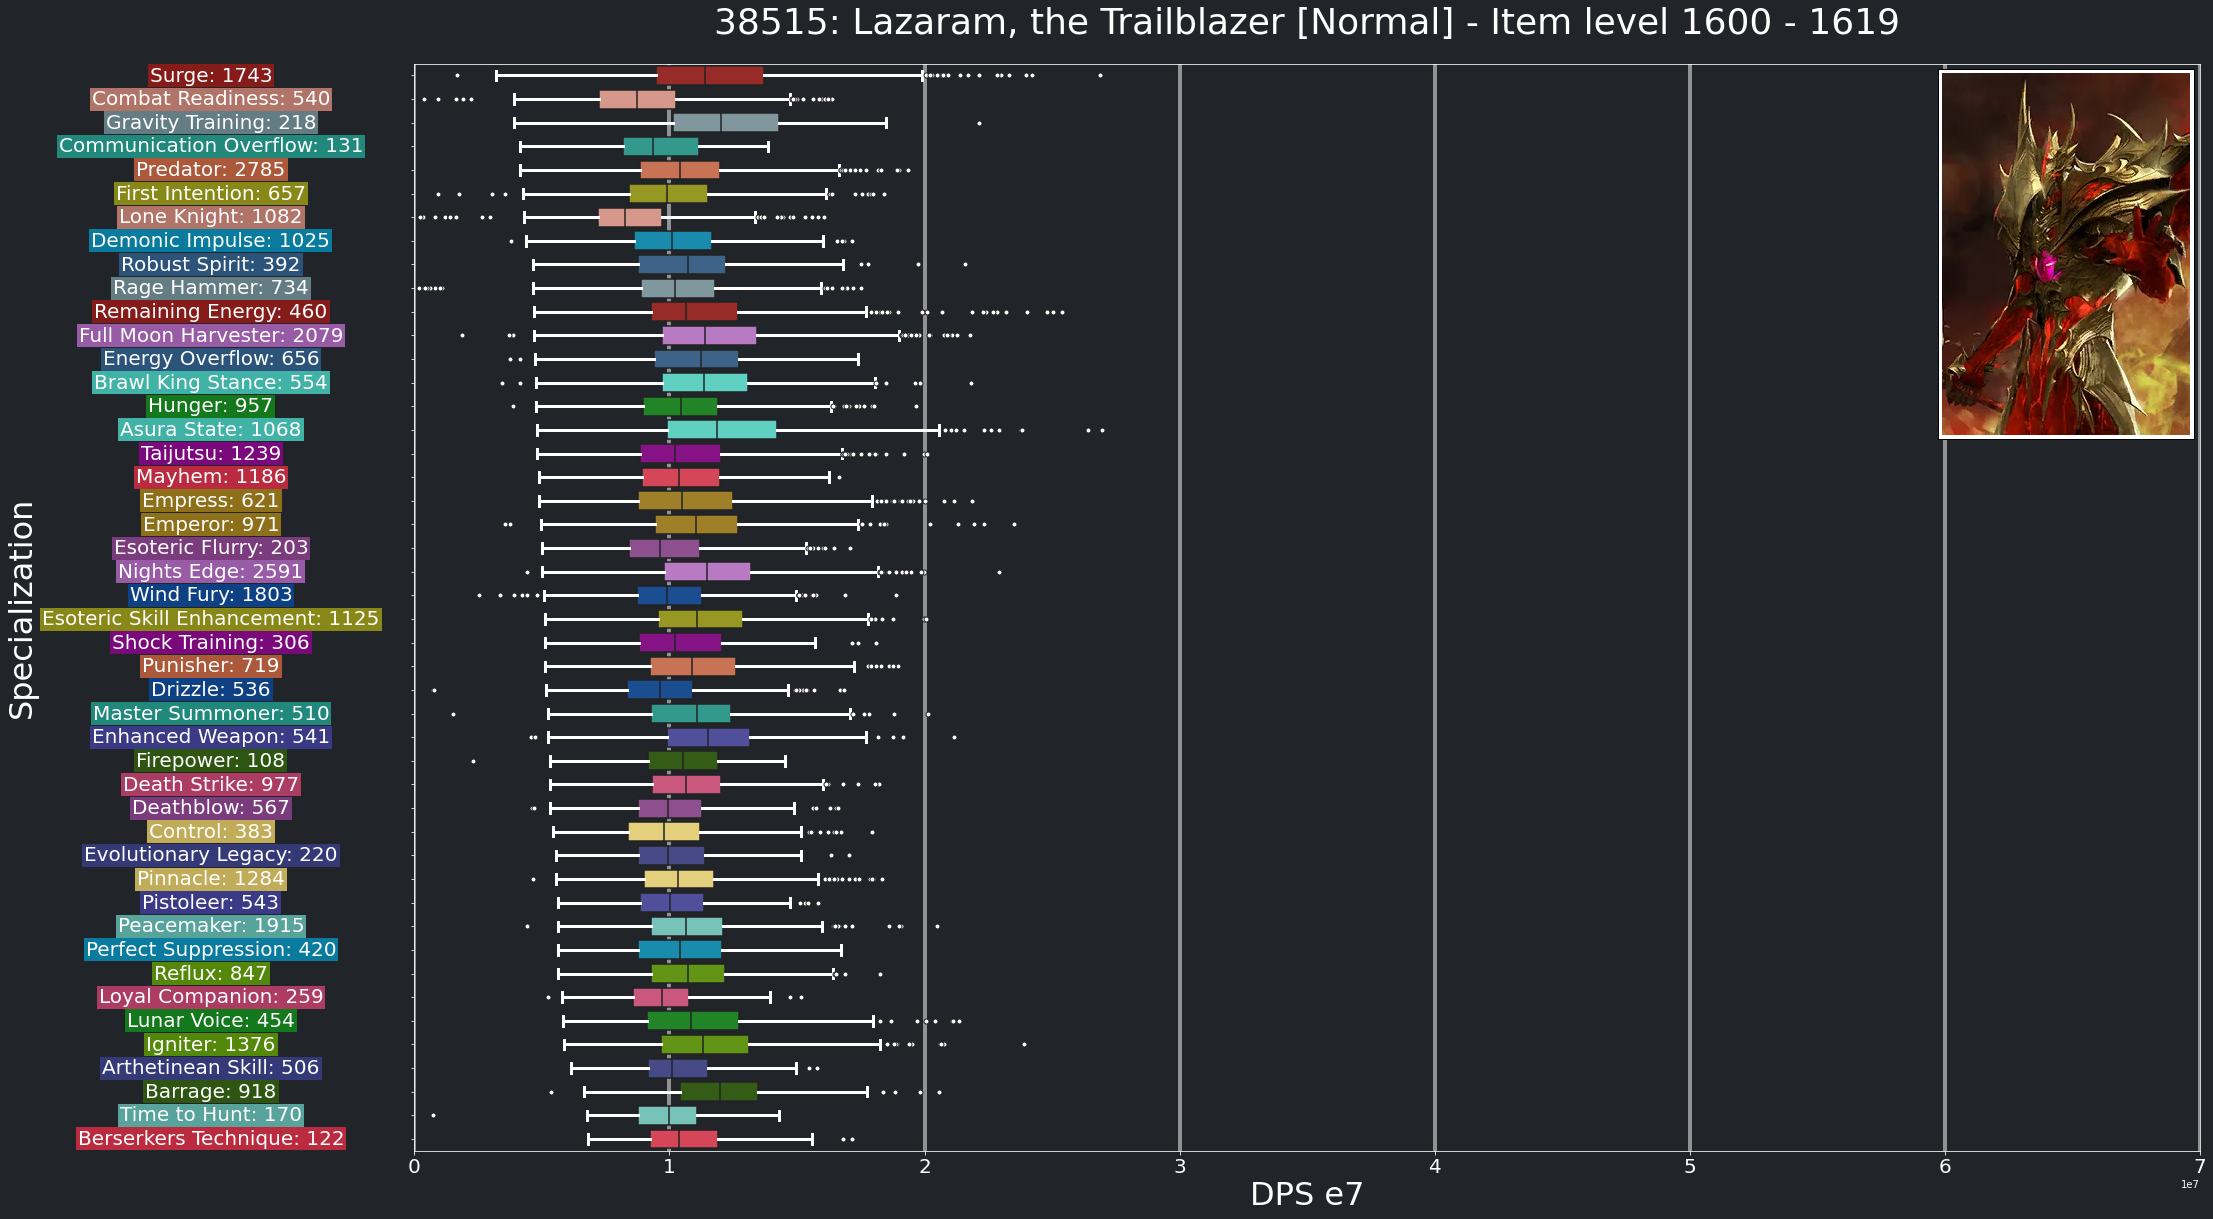 38515: Lazaram, the Trailblazer [Normal] - Item level 1600 - 1619
Specialization
Surge: 1743
Combat Readiness: 540
Gravity Training: 218
Communication Overflow: 131
Predator: 2785
First Intention: 657
Lone Knight: 1082
Demonic Impulse: 1025
Robust Spirit: 392
Rage Hammer: 734
Remaining Energy: 460
Full Moon Harvester: 2079
Energy Overflow: 656
Brawl King Stance: 554
Hunger: 957
Asura State: 1068
Taijutsu: 1239
Mayhem: 1186
Empress: 621
Emperor: 971
Esoteric Flurry: 203
Nights Edge: 2591
Wind Fury: 1803
Esoteric Skill Enhancement: 1125
Shock Training: 306
Punisher: 719
Drizzle: 536
Master Summoner: 510
Enhanced Weapon: 541
Firepower: 108
Death Strike: 977
Deathblow: 567
Control: 383
Evolutionary Legacy: 220
Pinnacle: 1284
Pistoleer: 543
Peacemaker: 1915
Perfect Suppression: 420
Reflux: 847
Loyal Companion: 259
Lunar Voice: 454
Igniter: 1376
Arthetinean Skill: 506
Barrage: 918
Time to Hunt: 170
Berserkers Technique: 122
0 1 2 3 4 5 6 7
1e7
DPS e7